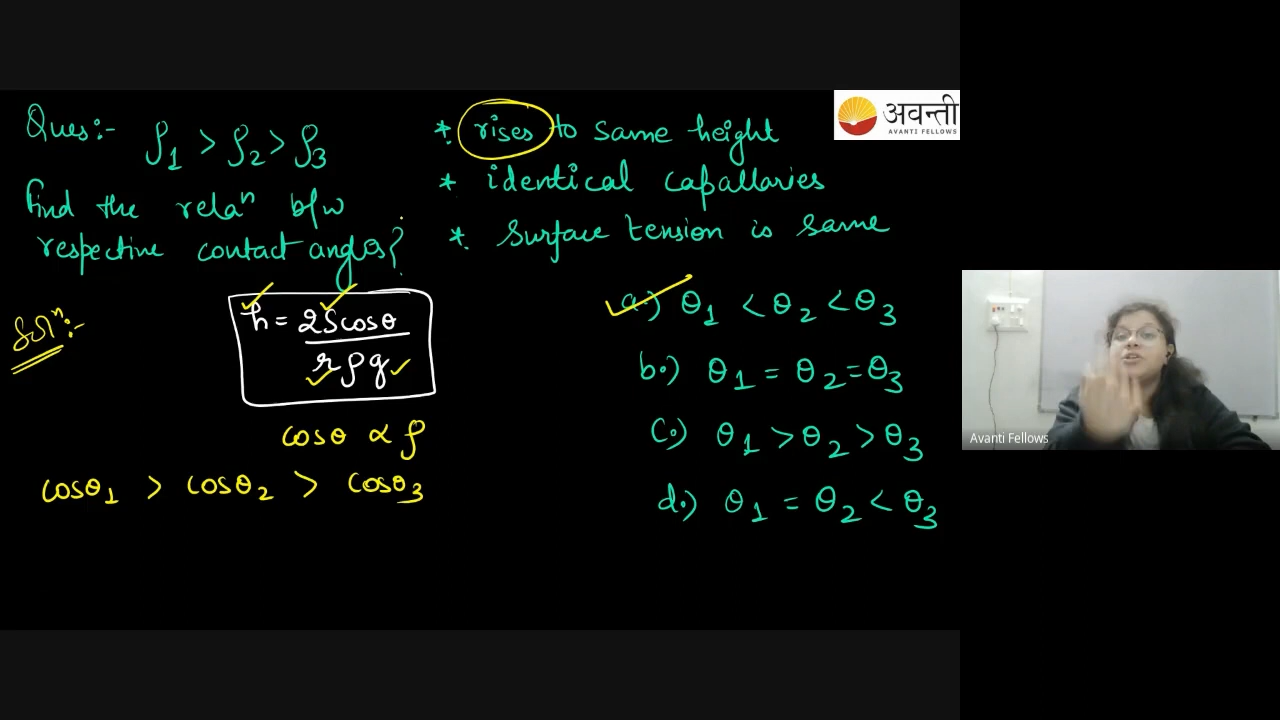 Ques:- ρ1 > ρ2 > ρ3
Find the relaⁿ b/w
respective contact angles?
* rises to same height
* identical capallaries
* Surface tension is same
अवन्ती
AVANTI FELLOWS
Solⁿ:-
h = 2Scosθ / rρg
cosθ ∝ ρ
cosθ1 > cosθ2 > cosθ3
a.) θ1 < θ2 < θ3
b.) θ1 = θ2 = θ3
c.) θ1 > θ2 > θ3
d.) θ1 = θ2 < θ3
Avanti Fellows